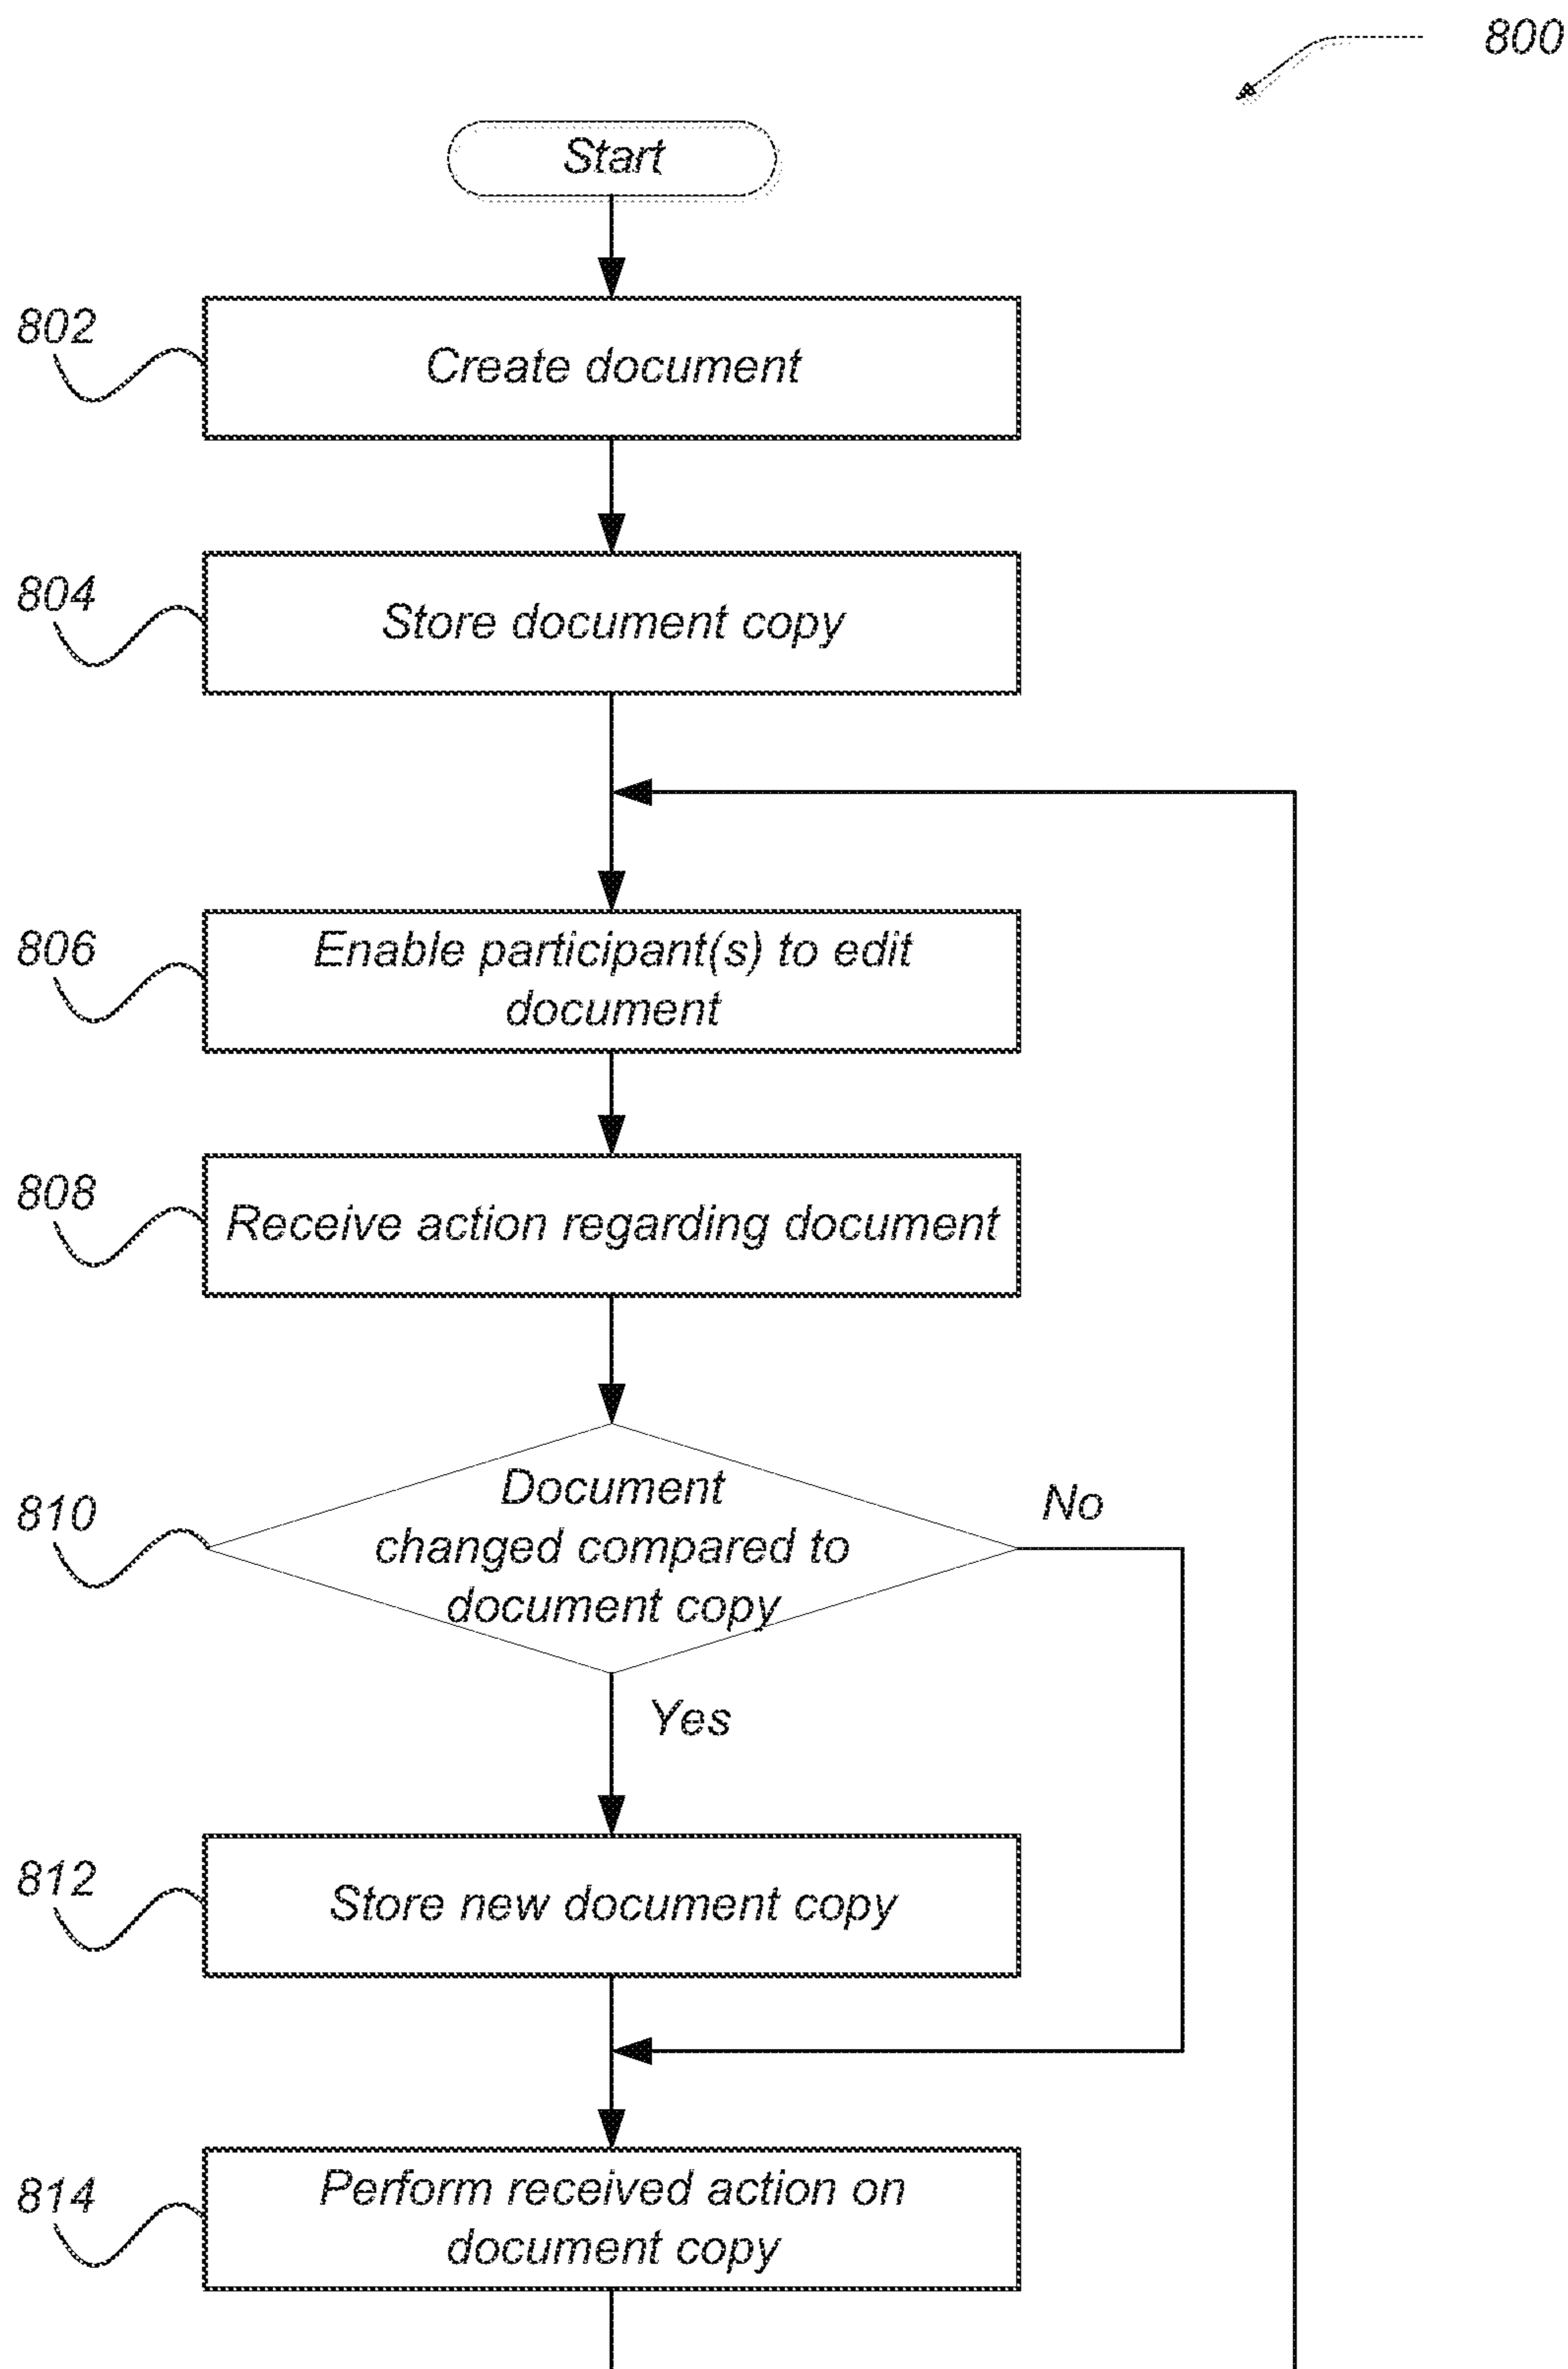 800
Start
802
Create document
804
Store document copy
806
Enable participant(s) to edit
document
808
Receive action regarding document
810
Document
changed compared to
document copy
No
Yes
812
Store new document copy
814
Perform received action on
document copy